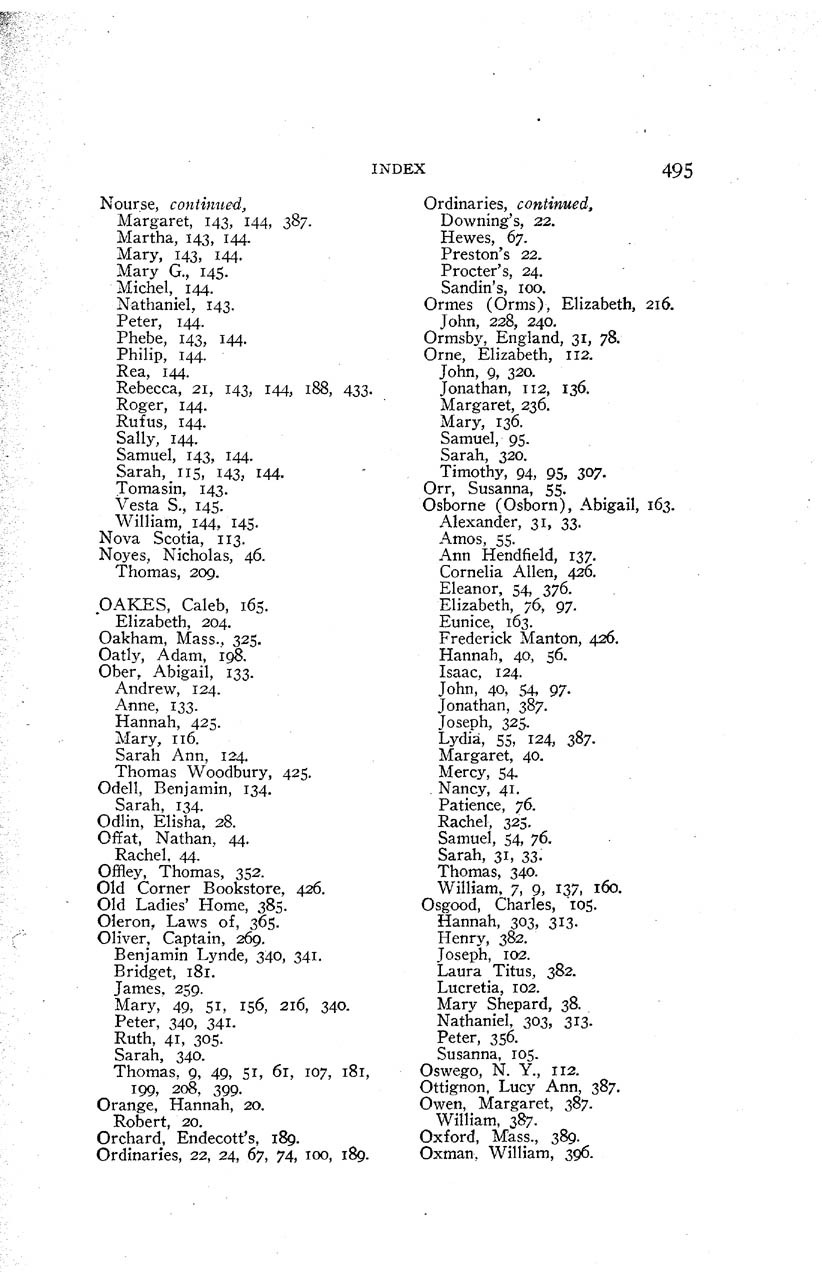 INDEX 495
Nourse, continued,
Margaret, 143, 144, 387.
Martha, 143, 144.
Mary, 143, 144.
Mary G., 145.
Michel, 144.
Nathaniel, 143.
Peter, 144.
Phebe, 143, 144.
Philip, 144.
Rea, 144.
Rebecca, 21, 143, 144, 188, 433.
Roger, 144.
Rufus, 144.
Sally, 144.
Samuel, 143, 144.
Sarah, 115, 143, 144.
Tomasin, 143.
Vesta S., 145.
William, 144, 145.
Nova Scotia, 113.
Noyes, Nicholas, 46.
Thomas, 209.
OAKES, Caleb, 165.
Elizabeth, 204.
Oakham, Mass., 325.
Oatly, Adam, 198.
Ober, Abigail, 133.
Andrew, 124.
Anne, 133.
Hannah, 425.
Mary, 116.
Sarah Ann, 124.
Thomas Woodbury, 425.
Odell, Benjamin, 134.
Sarah, 134.
Odlin, Elisha, 28.
Offat, Nathan, 44.
Rachel, 44.
Offley, Thomas, 352.
Old Corner Bookstore, 426.
Old Ladies' Home, 385.
Oleron, Laws of, 365.
Oliver, Captain, 269.
Benjamin Lynde, 340, 341.
Bridget, 181.
James, 259.
Mary, 49, 51, 156, 216, 340.
Peter, 340, 341.
Ruth, 41, 305.
Sarah, 340.
Thomas, 9, 49, 51, 61, 107, 181,
199, 208, 399.
Orange, Hannah, 20.
Robert, 20.
Orchard, Endecott's, 189.
Ordinaries, 22, 24, 67, 74, 100, 189.
Ordinaries, continued,
Downing's, 22.
Hewes, 67.
Preston's 22.
Procter's, 24.
Sandin's, 100.
Ormes (Orms), Elizabeth, 216.
John, 228, 240.
Ormsby, England, 31, 78.
Orne, Elizabeth, 112.
John, 9, 320.
Jonathan, 112, 136.
Margaret, 236.
Mary, 136.
Samuel, 95.
Sarah, 320.
Timothy, 94, 95, 307.
Orr, Susanna, 55.
Osborne (Osborn), Abigail, 163.
Alexander, 31, 33.
Amos, 55.
Ann Hendfield, 137.
Cornelia Allen, 426.
Eleanor, 54, 376.
Elizabeth, 76, 97.
Eunice, 163.
Frederick Manton, 426.
Hannah, 40, 56.
Isaac, 124.
John, 40, 54, 97.
Jonathan, 387.
Joseph, 325.
Lydia, 55, 124, 387.
Margaret, 40.
Mercy, 54.
Nancy, 41.
Patience, 76.
Rachel, 325.
Samuel, 54, 76.
Sarah, 31, 33.
Thomas, 340.
William, 7, 9, 137, 160.
Osgood, Charles, 105.
Hannah, 303, 313.
Henry, 382.
Joseph, 102.
Laura Titus, 382.
Lucretia, 102.
Mary Shepard, 38.
Nathaniel, 303, 313.
Peter, 356.
Susanna, 105.
Oswego, N. Y., 112.
Ottignon, Lucy Ann, 387.
Owen, Margaret, 387.
William, 387.
Oxford, Mass., 389.
Oxman, William, 396.